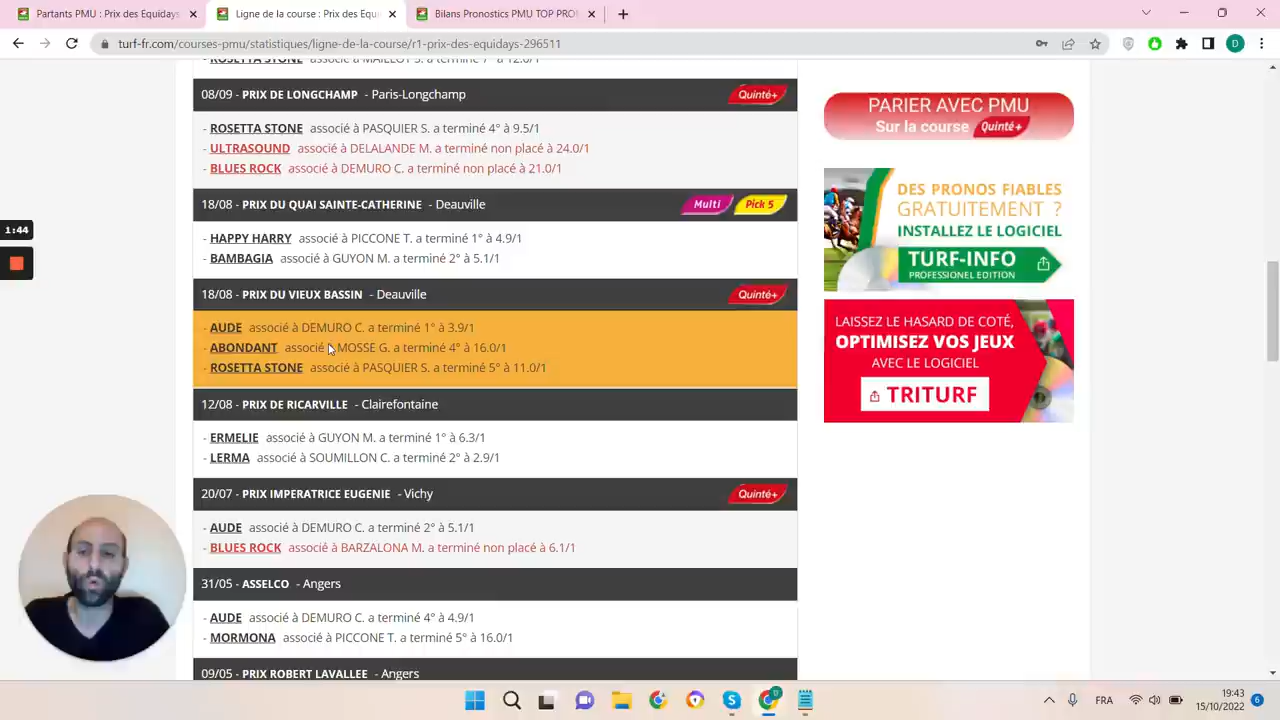 Partants PMU : Prix des Equida
Ligne de la course : Prix des Equ
Bilans Pronostics PMU TOP PRO
turf-fr.com/courses-pmu/statistiques/ligne-de-la-course/r1-prix-des-equidays-296511
D
- ROSETTA STONE associé à MAILLOT S. a terminé 7° à 12.0/1
08/09 - PRIX DE LONGCHAMP - Paris-Longchamp Quinté+
- ROSETTA STONE associé à PASQUIER S. a terminé 4° à 9.5/1
- ULTRASOUND associé à DELALANDE M. a terminé non placé à 24.0/1
- BLUES ROCK associé à DEMURO C. a terminé non placé à 21.0/1
18/08 - PRIX DU QUAI SAINTE-CATHERINE - Deauville Multi Pick 5
- HAPPY HARRY associé à PICCONE T. a terminé 1° à 4.9/1
- BAMBAGIA associé à GUYON M. a terminé 2° à 5.1/1
18/08 - PRIX DU VIEUX BASSIN - Deauville Quinté+
- AUDE associé à DEMURO C. a terminé 1° à 3.9/1
- ABONDANT associé MOSSE G. a terminé 4° à 16.0/1
- ROSETTA STONE associé à PASQUIER S. a terminé 5° à 11.0/1
12/08 - PRIX DE RICARVILLE - Clairefontaine
- ERMELIE associé à GUYON M. a terminé 1° à 6.3/1
- LERMA associé à SOUMILLON C. a terminé 2° à 2.9/1
20/07 - PRIX IMPERATRICE EUGENIE - Vichy Quinté+
- AUDE associé à DEMURO C. a terminé 2° à 5.1/1
- BLUES ROCK associé à BARZALONA M. a terminé non placé à 6.1/1
31/05 - ASSELCO - Angers
- AUDE associé à DEMURO C. a terminé 4° à 4.9/1
- MORMONA associé à PICCONE T. a terminé 5° à 16.0/1
09/05 - PRIX ROBERT LAVALLEE - Angers
PARIER AVEC PMU
Sur la course Quinté+
DES PRONOS FIABLES
GRATUITEMENT ?
INSTALLEZ LE LOGICIEL
TURF-INFO
PROFESSIONEL EDITION
LAISSEZ LE HASARD DE COTÉ,
OPTIMISEZ VOS JEUX
AVEC LE LOGICIEL
TRITURF
1:44
FRA
19:43
15/10/2022
6